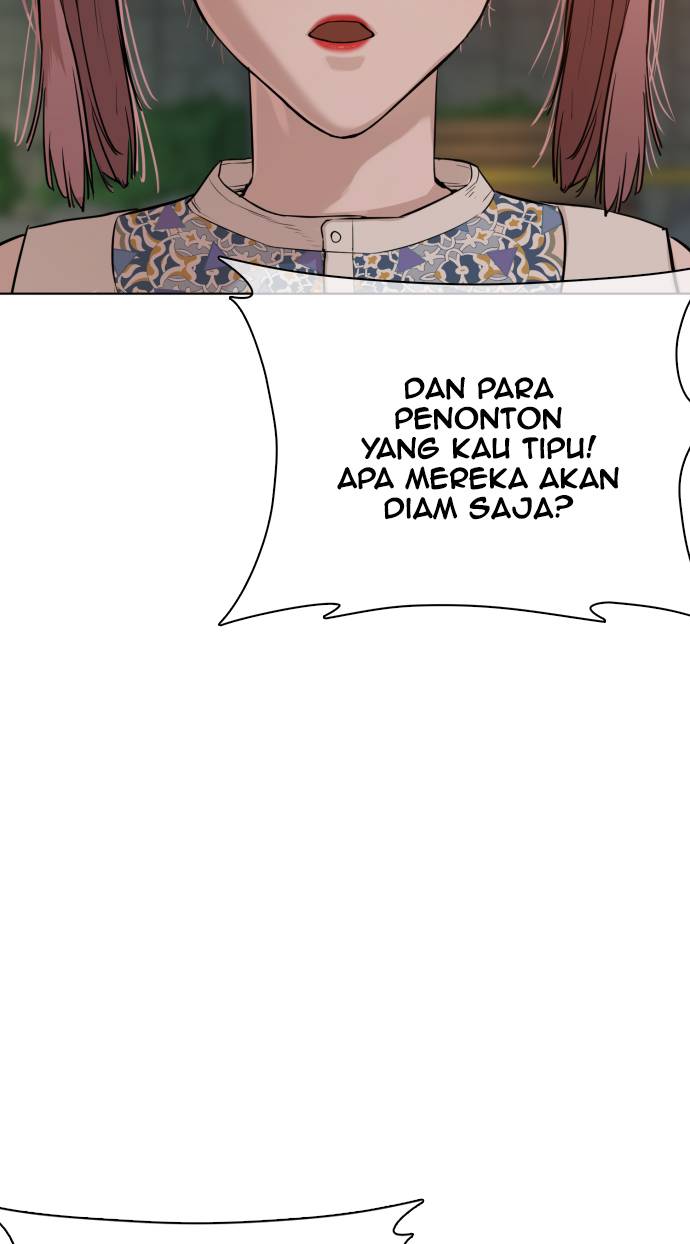 DAN PARA
PENONTON
YANG KAU TIPU!
APA MEREKA AKAN
DIAM SAJA?